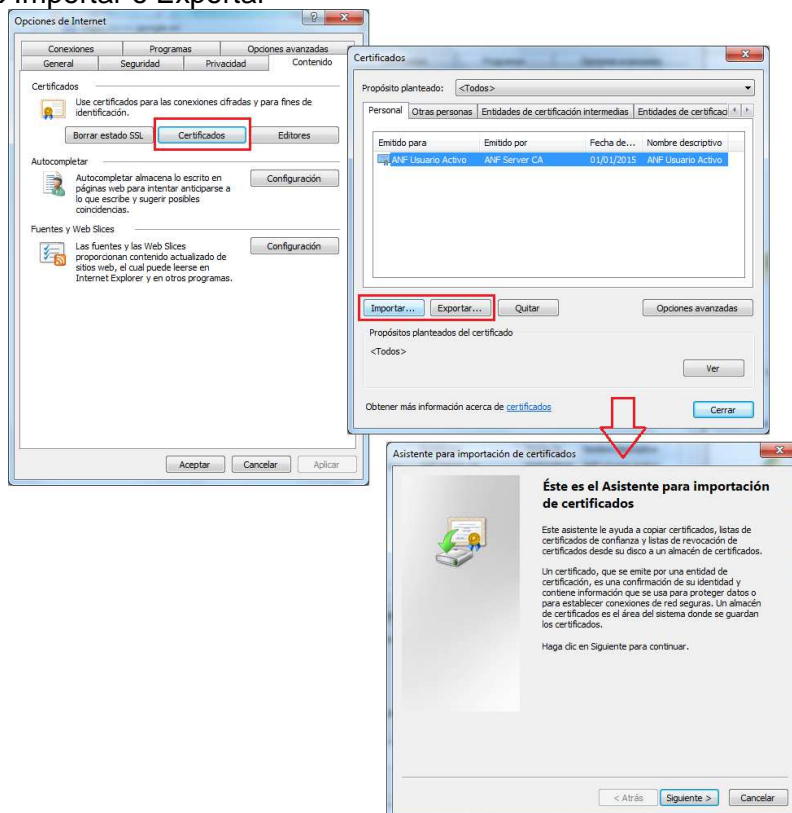 Importar o Exportar
Opciones de Internet
Conexiones Programas Opciones avanzadas
General Seguridad Privacidad Contenido
Certificados
Use certificados para las conexiones cifradas y para fines de
identificación.
Borrar estado SSL Certificados Editores
Autocompletar
Autocompletar almacena lo escrito en
páginas web para intentar anticiparse a
lo que escribe y sugerir posibles
coincidencias.
Configuración
Fuentes y Web Slices
Las fuentes y las Web Slices
proporcionan contenido actualizado de
sitios web, el cual puede leerse en
Internet Explorer y en otros programas.
Configuración
Aceptar Cancelar Aplicar
Certificados
Propósito planteado: <Todos>
Personal Otras personas Entidades de certificación intermedias Entidades de certificac
Emitido para Emitido por Fecha de... Nombre descriptivo
ANF Usuario Activo ANF Server CA 01/01/2015 ANF Usuario Activo
Importar... Exportar... Quitar Opciones avanzadas
Propósitos planteados del certificado
<Todos>
Ver
Obtener más información acerca de certificados
Cerrar
Asistente para importación de certificados
Éste es el Asistente para importación
de certificados
Este asistente le ayuda a copiar certificados, listas de
certificados de confianza y listas de revocación de
certificados desde su disco a un almacén de certificados.
Un certificado, que se emite por una entidad de
certificación, es una confirmación de su identidad y
contiene información que se usa para proteger datos o
para establecer conexiones de red seguras. Un almacén
de certificados es el área del sistema donde se guardan
los certificados.
Haga clic en Siguiente para continuar.
< Atrás Siguiente > Cancelar